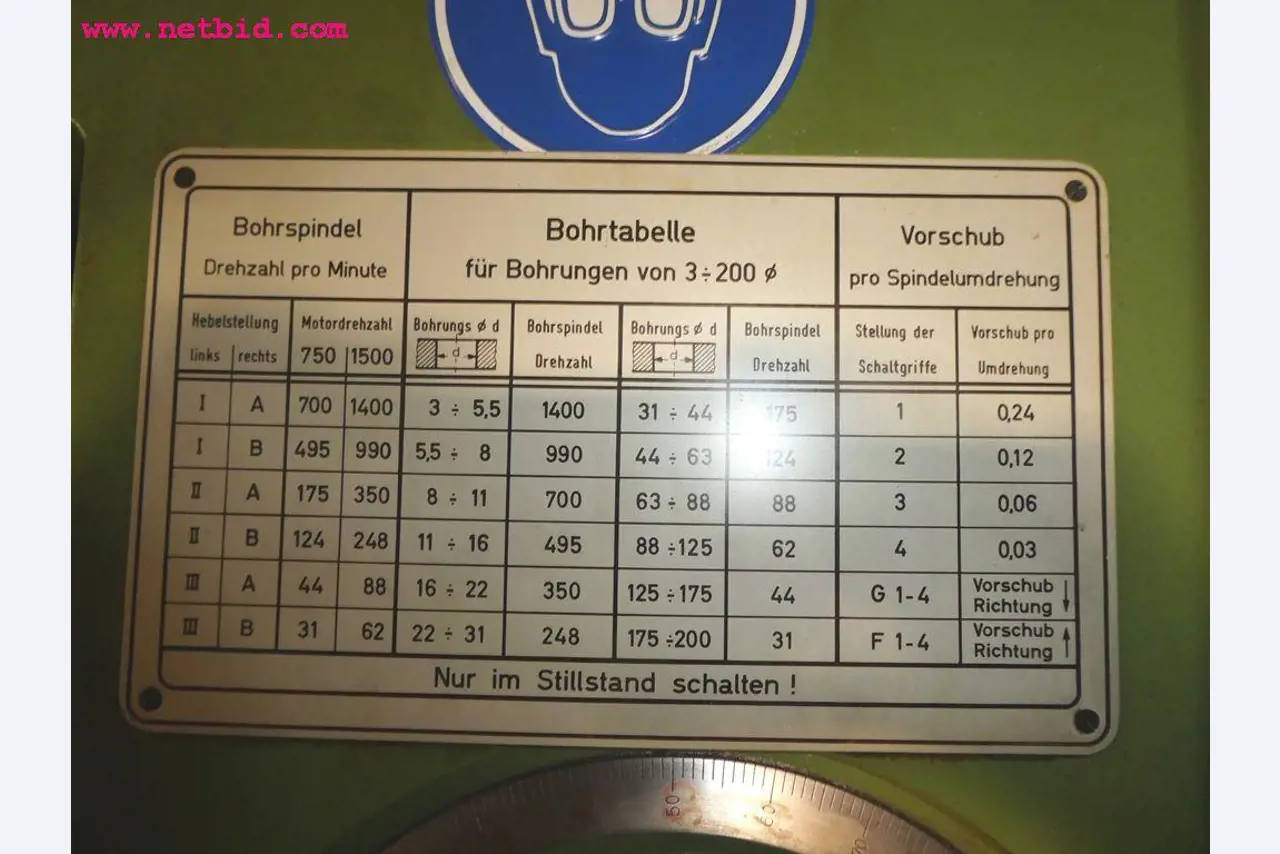 www.netbid.com
Bohrspindel
Drehzahl pro Minute
Bohrtabelle
für Bohrungen von 3÷200 ⌀
Vorschub
pro Spindelumdrehung
Hebelstellung
links rechts
Motordrehzahl
750 1500
Bohrungs ⌀ d
d
Bohrspindel
Drehzahl
Bohrungs ⌀ d
d
Bohrspindel
Drehzahl
Stellung der
Schaltgriffe
Vorschub pro
Umdrehung
I A 700 1400 3 ÷ 5,5 1400 31 ÷ 44 175 1 0,24
I B 495 990 5,5 ÷ 8 990 44 ÷ 63 124 2 0,12
II A 175 350 8 ÷ 11 700 63 ÷ 88 88 3 0,06
II B 124 248 11 ÷ 16 495 88 ÷125 62 4 0,03
III A 44 88 16 ÷ 22 350 125 ÷175 44 G 1-4 Vorschub
Richtung ↓
III B 31 62 22 ÷ 31 248 175 ÷200 31 F 1-4 Vorschub
Richtung ↑
Nur im Stillstand schalten !
50 60 70